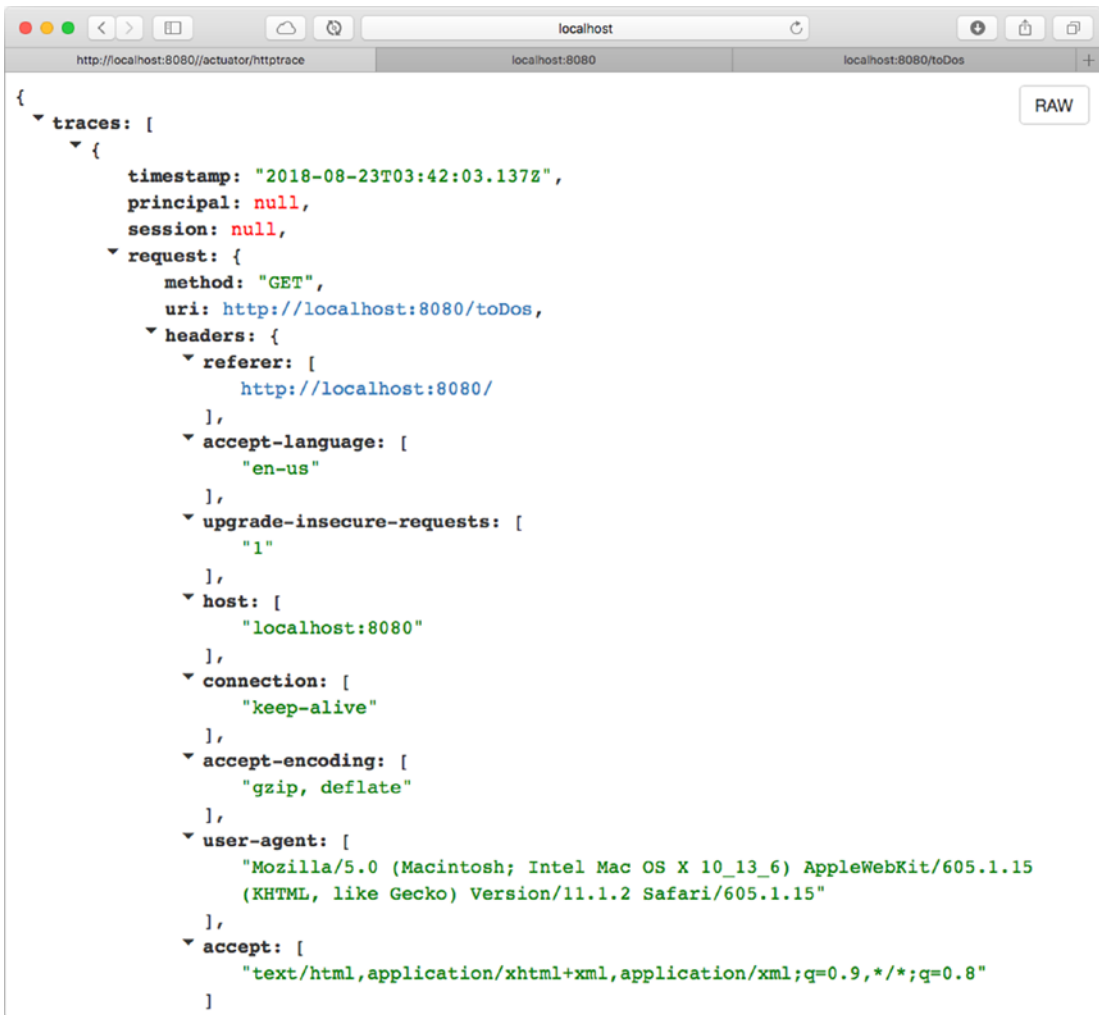 localhost
http://localhost:8080//actuator/httptrace
localhost:8080
localhost:8080/toDos
+
RAW
{
traces: [
{
timestamp: "2018-08-23T03:42:03.137Z",
principal: null,
session: null,
request: {
method: "GET",
uri: http://localhost:8080/toDos,
headers: {
referer: [
http://localhost:8080/
],
accept-language: [
"en-us"
],
upgrade-insecure-requests: [
"1"
],
host: [
"localhost:8080"
],
connection: [
"keep-alive"
],
accept-encoding: [
"gzip, deflate"
],
user-agent: [
"Mozilla/5.0 (Macintosh; Intel Mac OS X 10_13_6) AppleWebKit/605.1.15
(KHTML, like Gecko) Version/11.1.2 Safari/605.1.15"
],
accept: [
"text/html,application/xhtml+xml,application/xml;q=0.9,*/*;q=0.8"
]